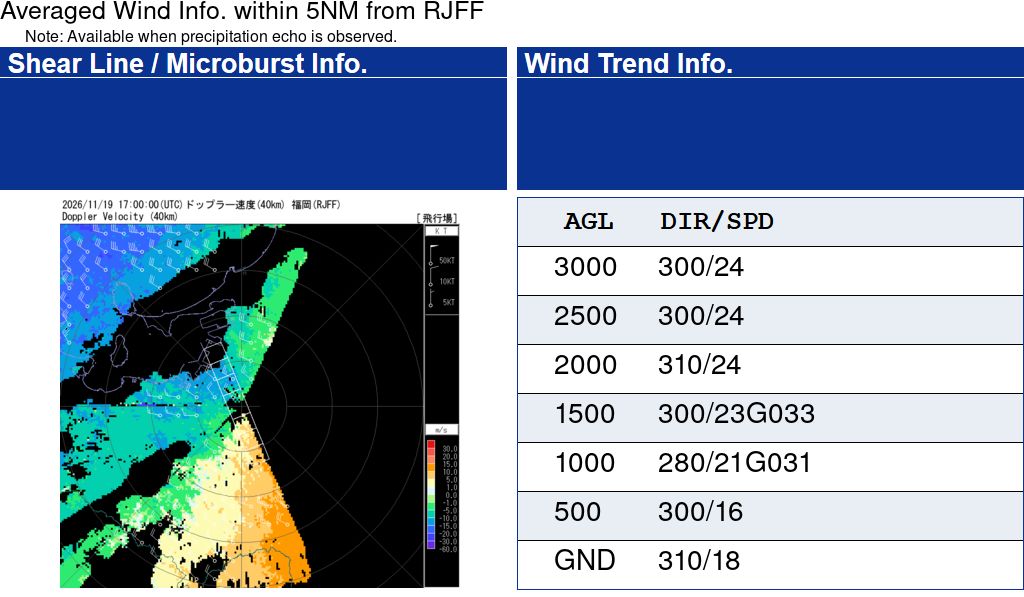 Averaged Wind Info. within 5NM from RJFF
Note: Available when precipitation echo is observed.
Shear Line / Microburst Info.
Wind Trend Info.
2026/11/19 17:00:00(UTC) ドップラー速度(40km) 福岡(RJFF)
Doppler Velocity (40km)
[飛行場]
KT
50KT
10KT
5KT
m/s
30.0
20.0
15.0
10.0
5.0
1.0
0.0
-1.0
-5.0
-10.0
-15.0
-20.0
-30.0
-60.0
AGL DIR/SPD
3000 300/24
2500 300/24
2000 310/24
1500 300/23G033
1000 280/21G031
500 300/16
GND 310/18